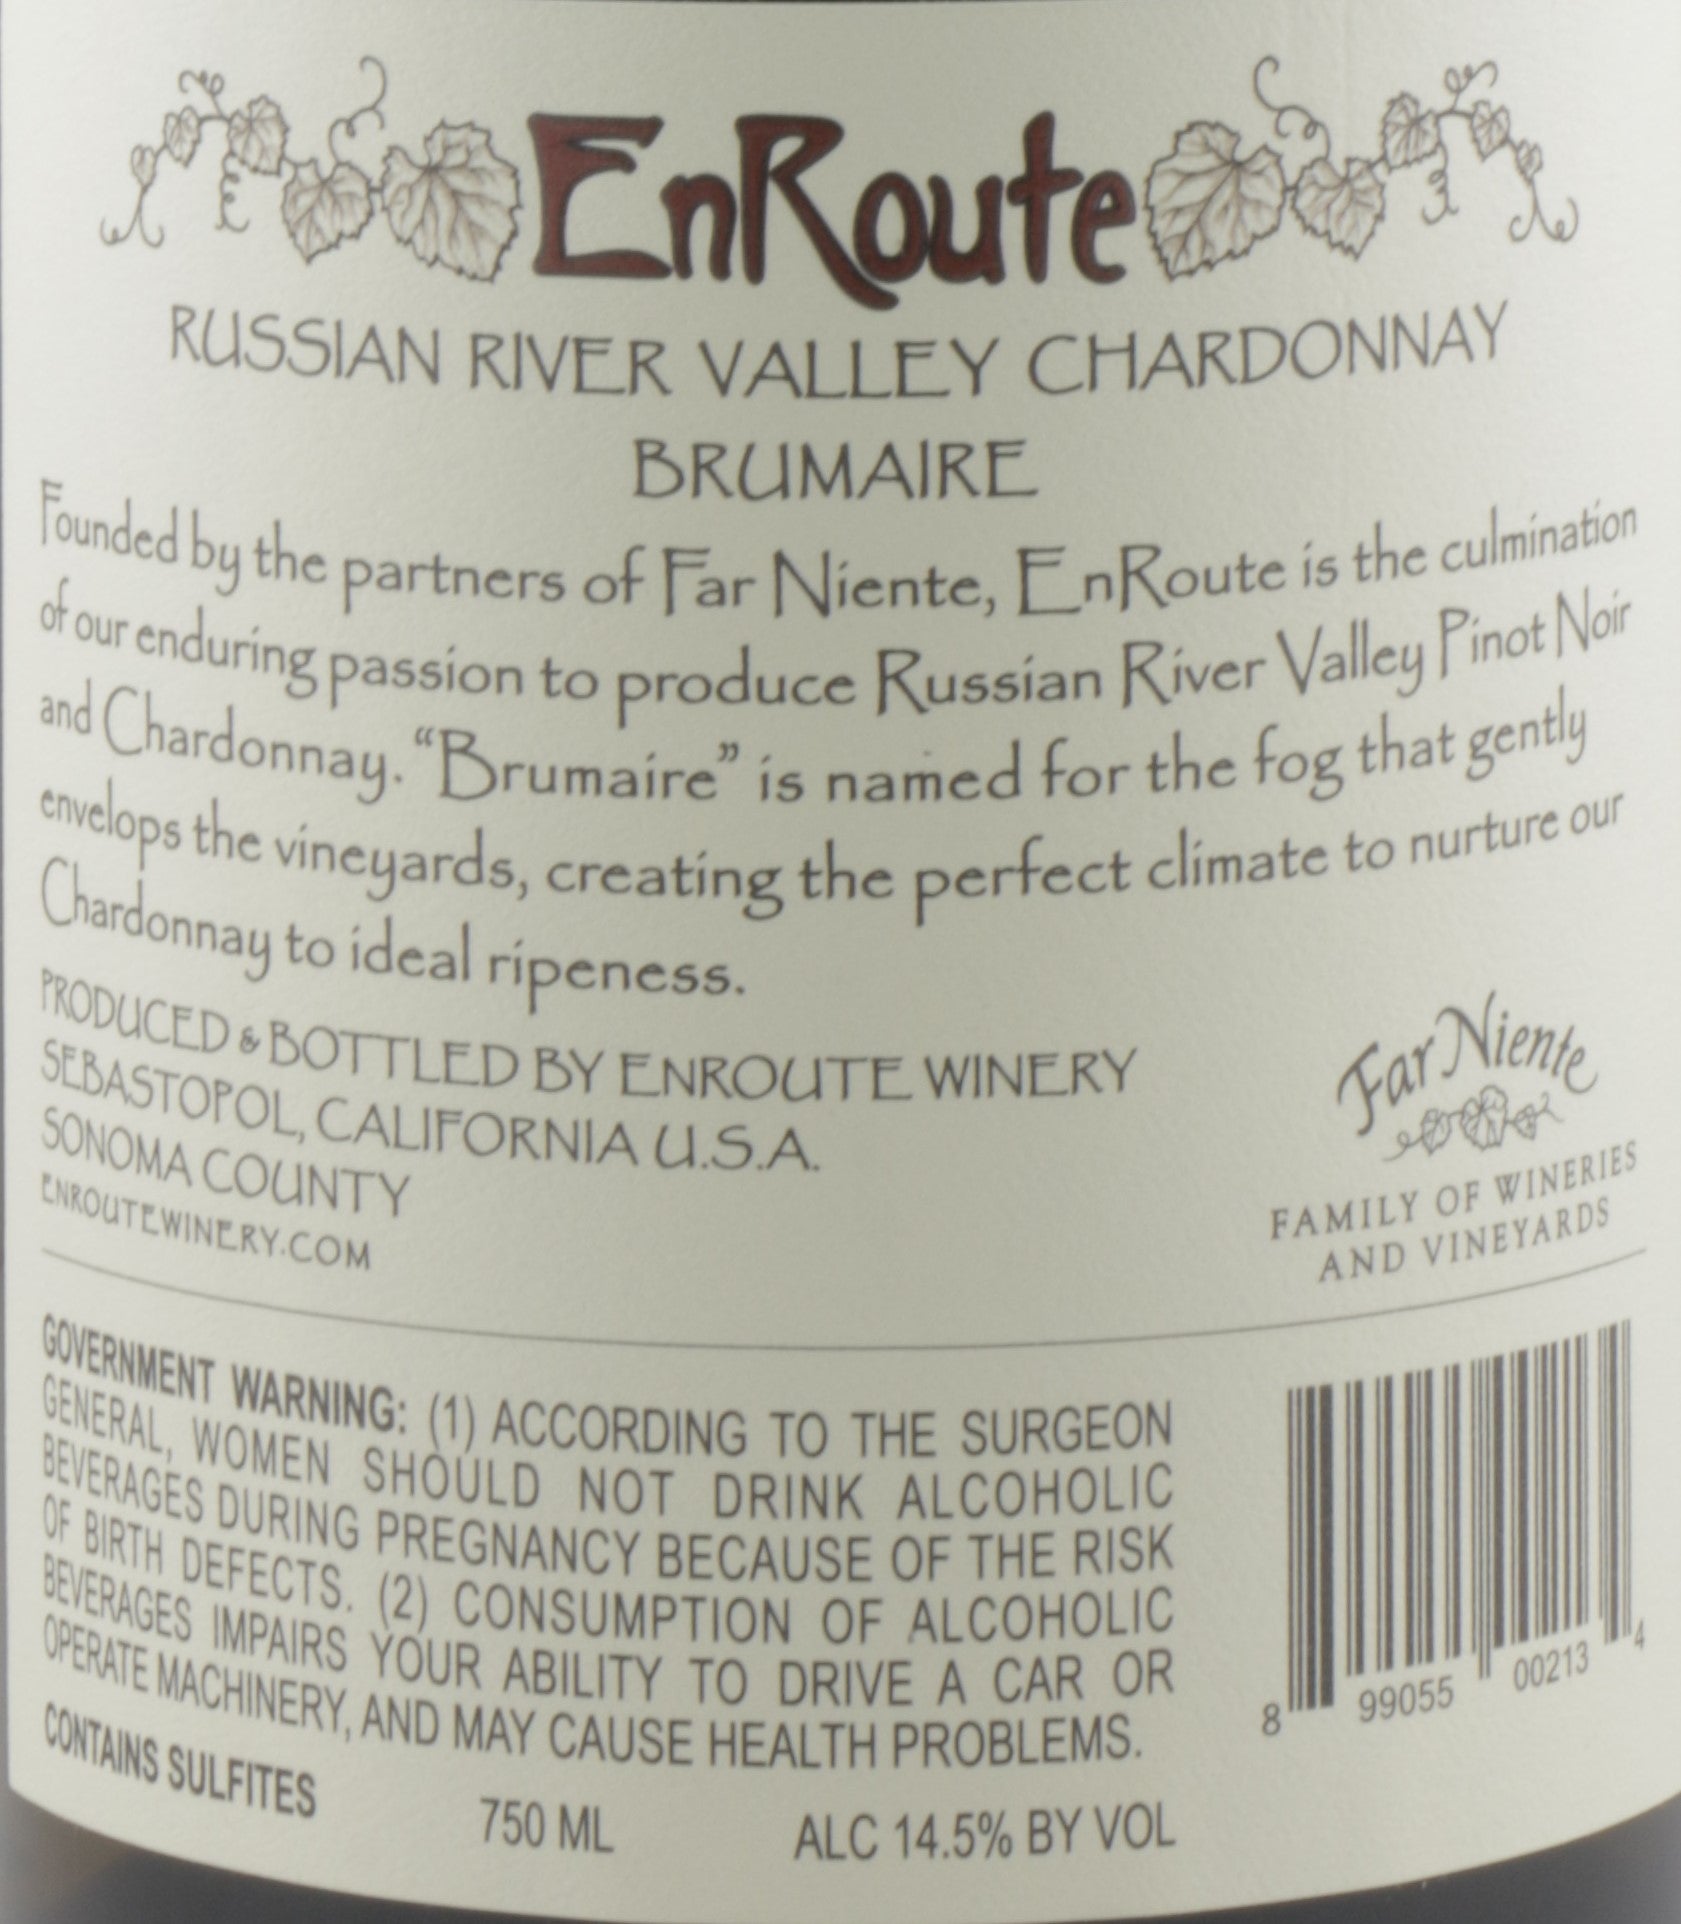 EnRoute
RUSSIAN RIVER VALLEY CHARDONNAY
BRUMAIRE
Founded by the partners of Far Niente, EnRoute is the culmination
of our enduring passion to produce Russian River Valley Pinot Noir
and Chardonnay. “Brumaire” is named for the fog that gently
envelops the vineyards, creating the perfect climate to nurture our
Chardonnay to ideal ripeness.
PRODUCED & BOTTLED BY ENROUTE WINERY
SEBASTOPOL, CALIFORNIA U.S.A.
SONOMA COUNTY
ENROUTEWINERY.COM
Far Niente
FAMILY OF WINERIES
AND VINEYARDS
GOVERNMENT WARNING: (1) ACCORDING TO THE SURGEON
GENERAL, WOMEN SHOULD NOT DRINK ALCOHOLIC
BEVERAGES DURING PREGNANCY BECAUSE OF THE RISK
OF BIRTH DEFECTS. (2) CONSUMPTION OF ALCOHOLIC
BEVERAGES IMPAIRS YOUR ABILITY TO DRIVE A CAR OR
OPERATE MACHINERY, AND MAY CAUSE HEALTH PROBLEMS.
CONTAINS SULFITES 750 ML ALC 14.5% BY VOL
8 99055 00213 4